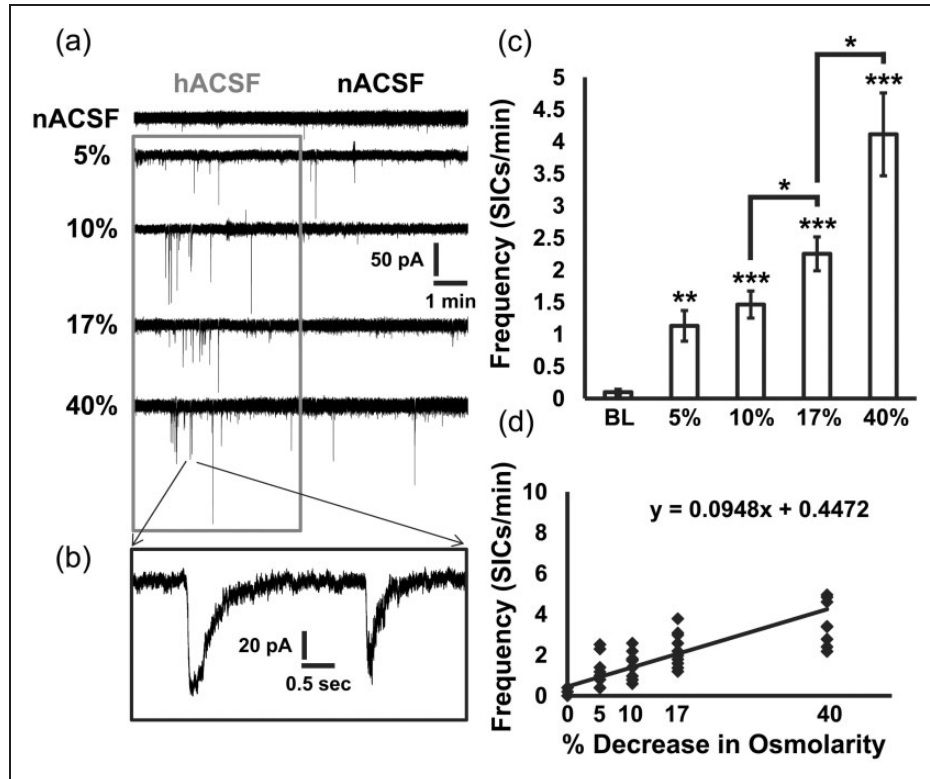 (a)
hACSF nACSF
nACSF
5%
10%
50 pA
1 min
17%
40%
(b)
20 pA
0.5 sec
(c)
*
*
Frequency (SICs/min)
5
4.5
4
3.5
3
2.5
2
1.5
1
0.5
0
** *** *** ***
BL 5% 10% 17% 40%
(d)
Frequency (SICs/min)
10
8
6
4
2
0
y = 0.0948x + 0.4472
0 5 10 17 40
% Decrease in Osmolarity